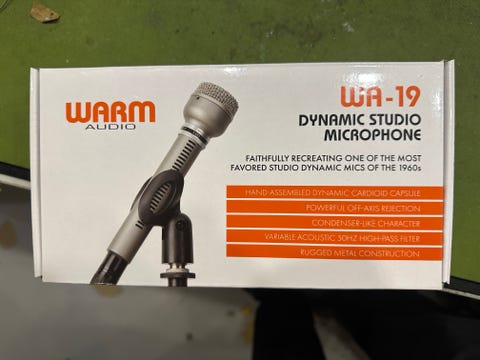 WARM
AUDIO
WA-19
DYNAMIC STUDIO
MICROPHONE
FAITHFULLY RECREATING ONE OF THE MOST
FAVORED STUDIO DYNAMIC MICS OF THE 1960s
HAND-ASSEMBLED DYNAMIC CARDIOID CAPSULE
POWERFUL OFF-AXIS REJECTION
CONDENSER-LIKE CHARACTER
VARIABLE ACOUSTIC 50HZ HIGH-PASS FILTER
RUGGED METAL CONSTRUCTION